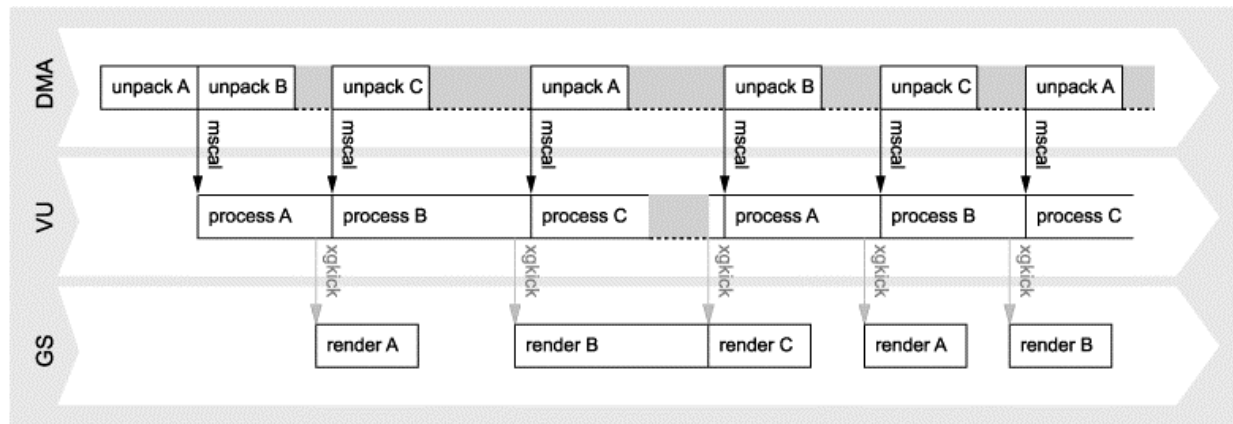 DMA
unpack A unpack B unpack C unpack A unpack B unpack C unpack A
mscal mscal mscal mscal mscal mscal
VU
process A process B process C process A process B process C
xgkick xgkick xgkick xgkick xgkick
GS
render A render B render C render A render B